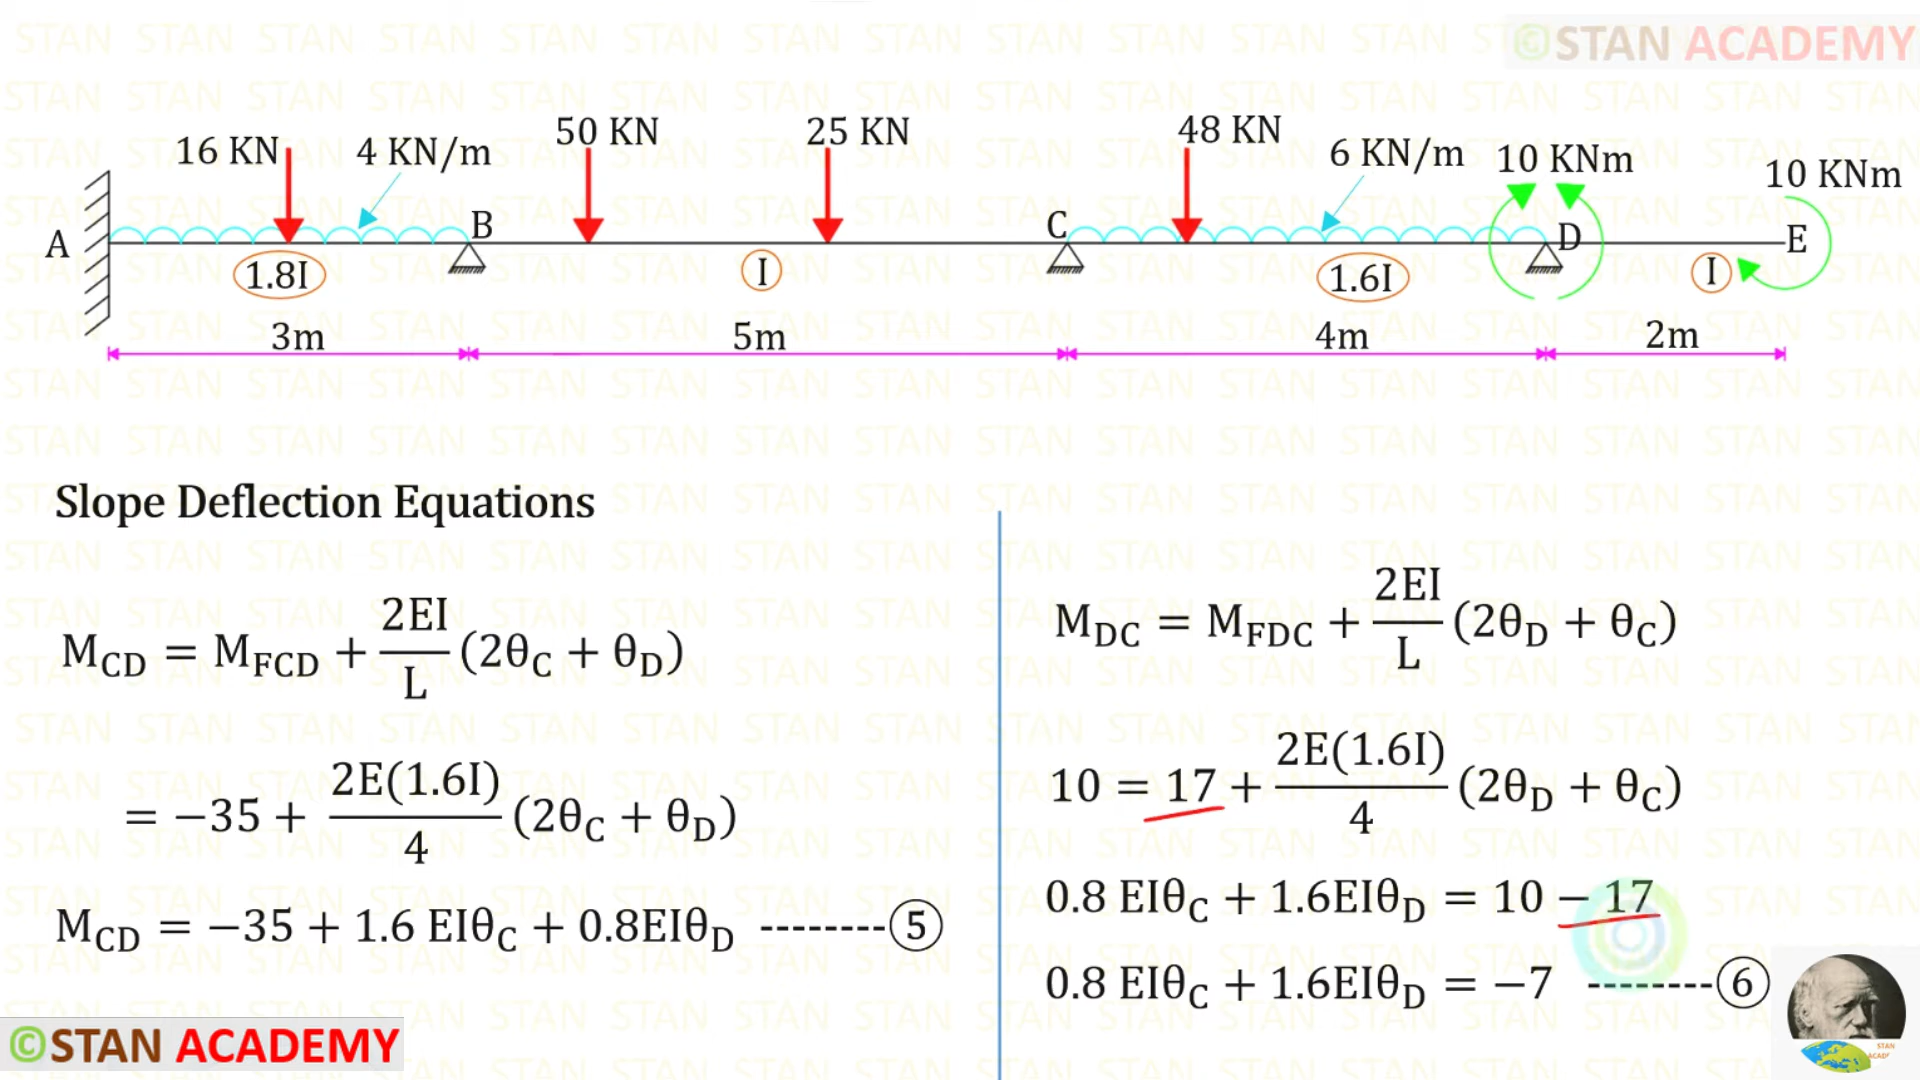 ©STAN ACADEMY
16 KN
4 KN/m
50 KN
25 KN
48 KN
6 KN/m
10 KNm
10 KNm
A
B
C
D
E
1.8I
I
1.6I
I
3m
5m
4m
2m
Slope Deflection Equations
M_CD = M_FCD + 2EI/L (2θ_C + θ_D)
= −35 + 2E(1.6I)/4 (2θ_C + θ_D)
M_CD = −35 + 1.6 EIθ_C + 0.8EIθ_D --------- ⑤
M_DC = M_FDC + 2EI/L (2θ_D + θ_C)
10 = 17 + 2E(1.6I)/4 (2θ_D + θ_C)
0.8 EIθ_C + 1.6EIθ_D = 10 − 17
0.8 EIθ_C + 1.6EIθ_D = −7 --------- ⑥
©STAN ACADEMY